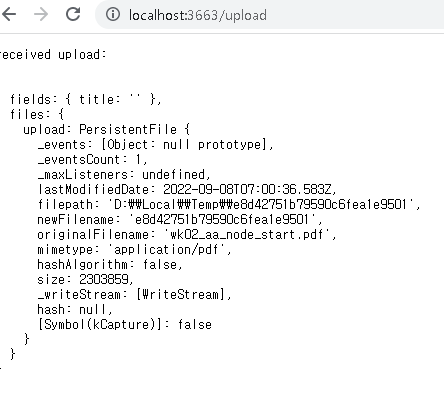 localhost:3663/upload
received upload:
fields: { title: '' },
files: {
upload: PersistentFile {
_events: [Object: null prototype],
_eventsCount: 1,
_maxListeners: undefined,
lastModifiedDate: 2022-09-08T07:00:36.583Z,
filepath: 'D:₩₩Local₩₩Temp₩₩e8d42751b79590c6fea1e9501',
newFilename: 'e8d42751b79590c6fea1e9501',
originalFilename: 'wk02_aa_node_start.pdf',
mimetype: 'application/pdf',
hashAlgorithm: false,
size: 2303859,
_writeStream: [WriteStream],
hash: null,
[Symbol(kCapture)]: false
}
}